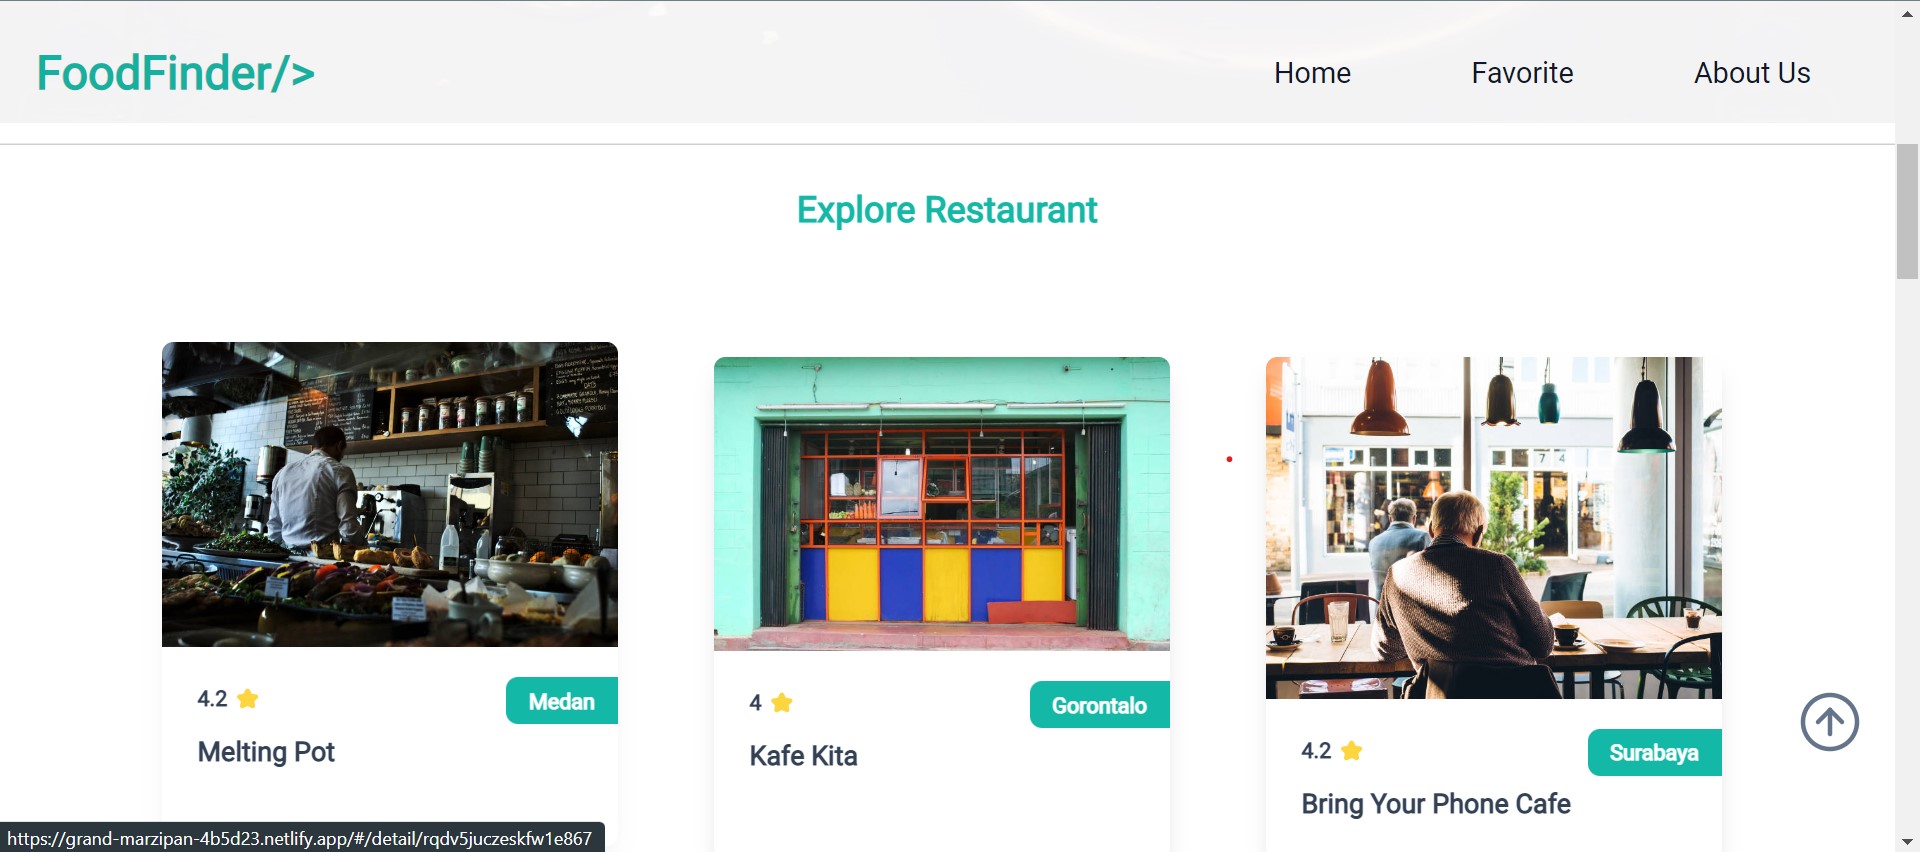 FoodFinder/>
Home
Favorite
About Us
Explore Restaurant
4.2
Medan
Melting Pot
4
Gorontalo
Kafe Kita
4.2
Surabaya
Bring Your Phone Cafe
https://grand-marzipan-4b5d23.netlify.app/#/detail/rqdv5juczeskfw1e867